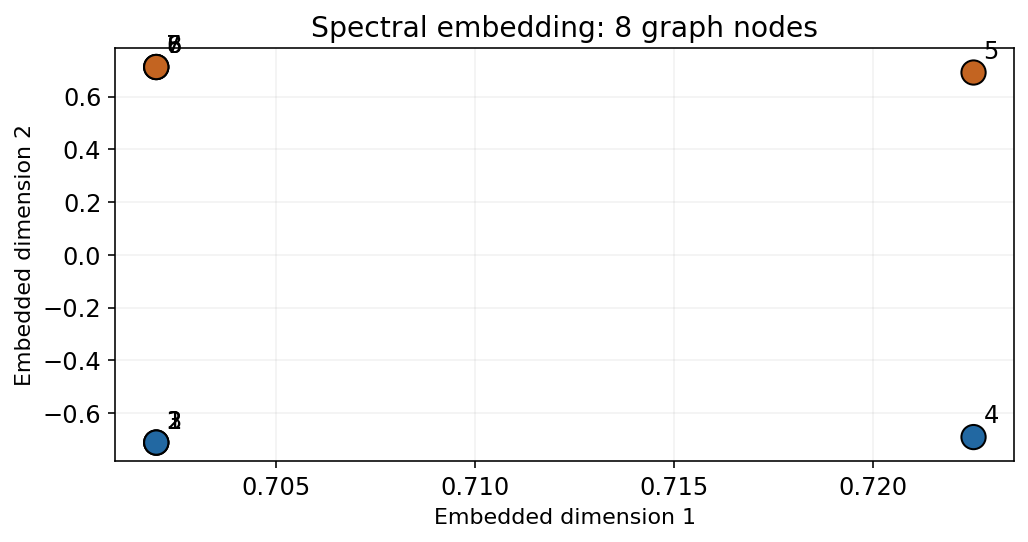 Spectral embedding: 8 graph nodes
5
0.6
0.4
0.2
0.0
−0.2
−0.4
−0.6
4
0.705 0.710 0.715 0.720
Embedded dimension 1
Embedded dimension 2